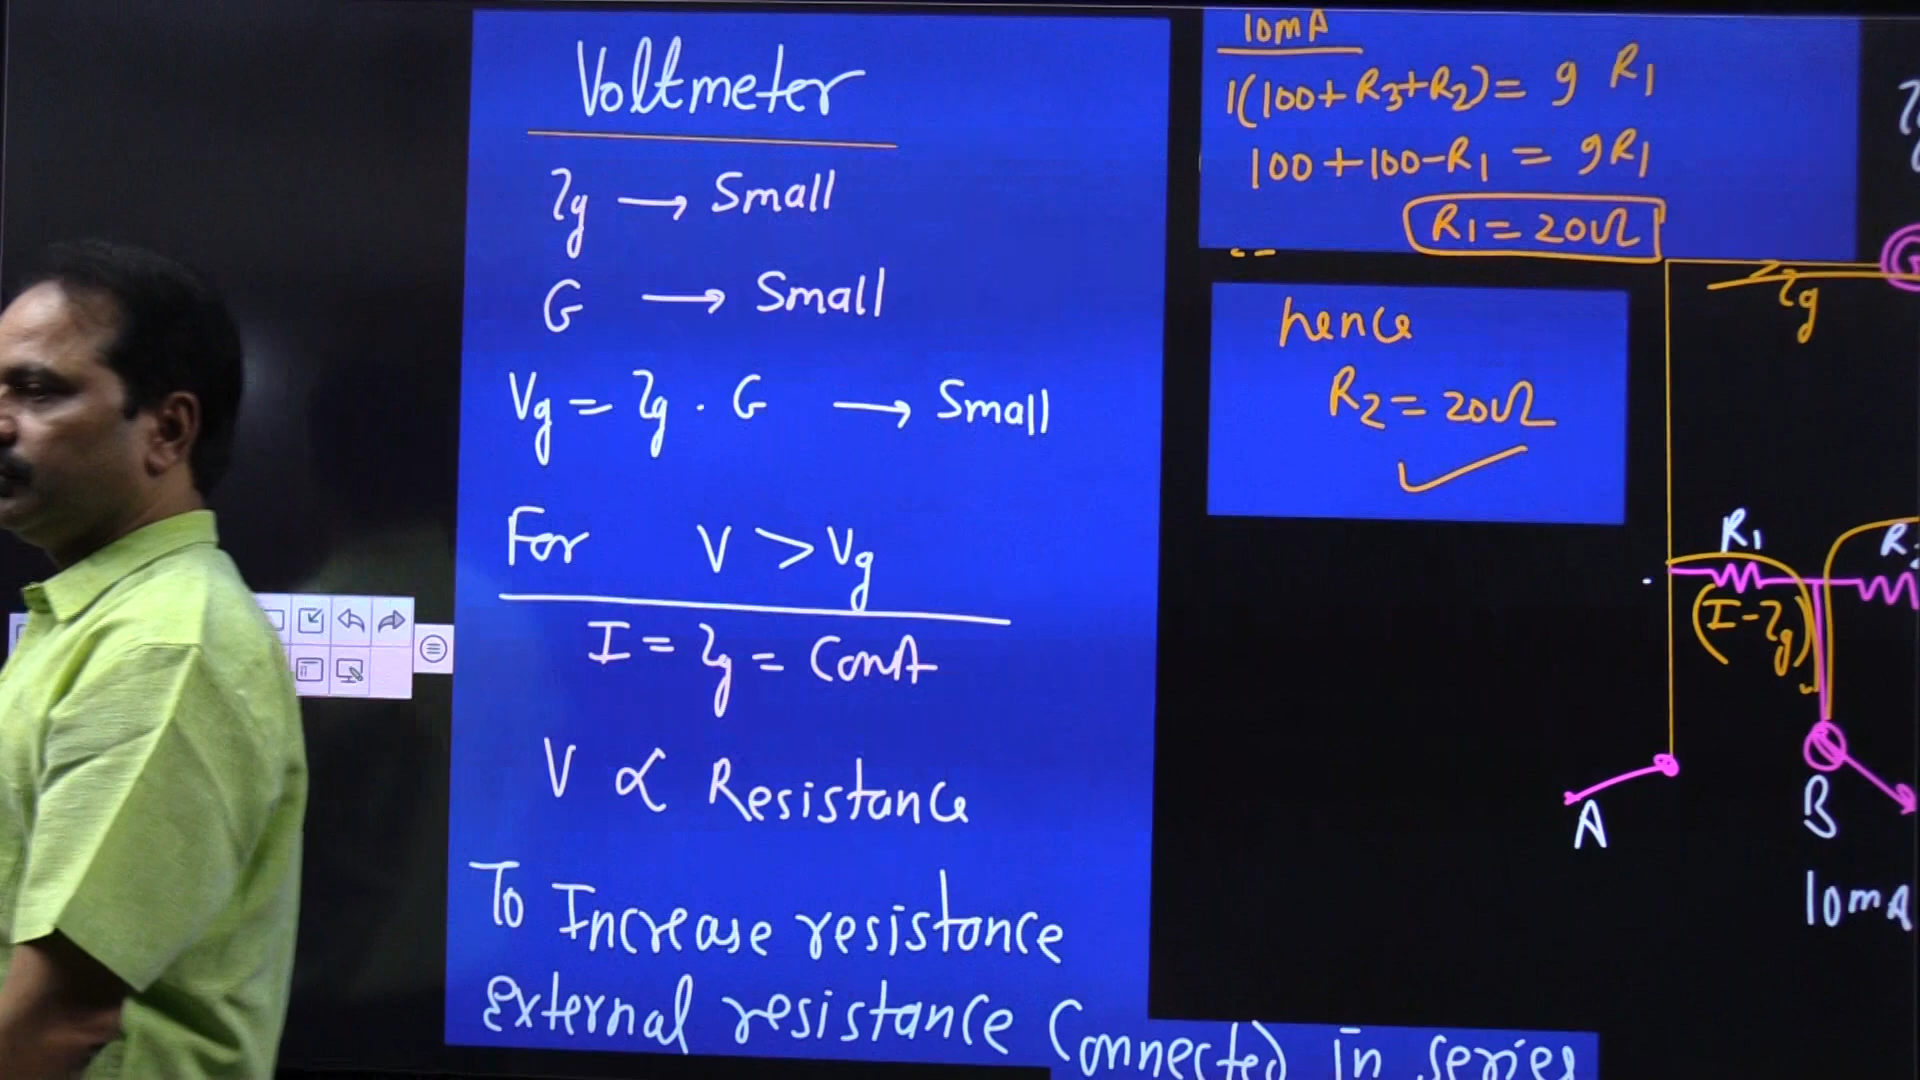 Voltmeter
Ig → Small
G → Small
Vg = Ig . G → Small
For V > Vg
I = Ig = Const
V ∝ Resistance
To Increase resistance
external resistance Connected in series
10mA
1(100+R3+R2) = 9 R1
100+100-R1 = 9R1
R1 = 20Ω
hence
R2 = 20Ω
Ig
G
R1
R
(I-Ig)
A
B
10mA